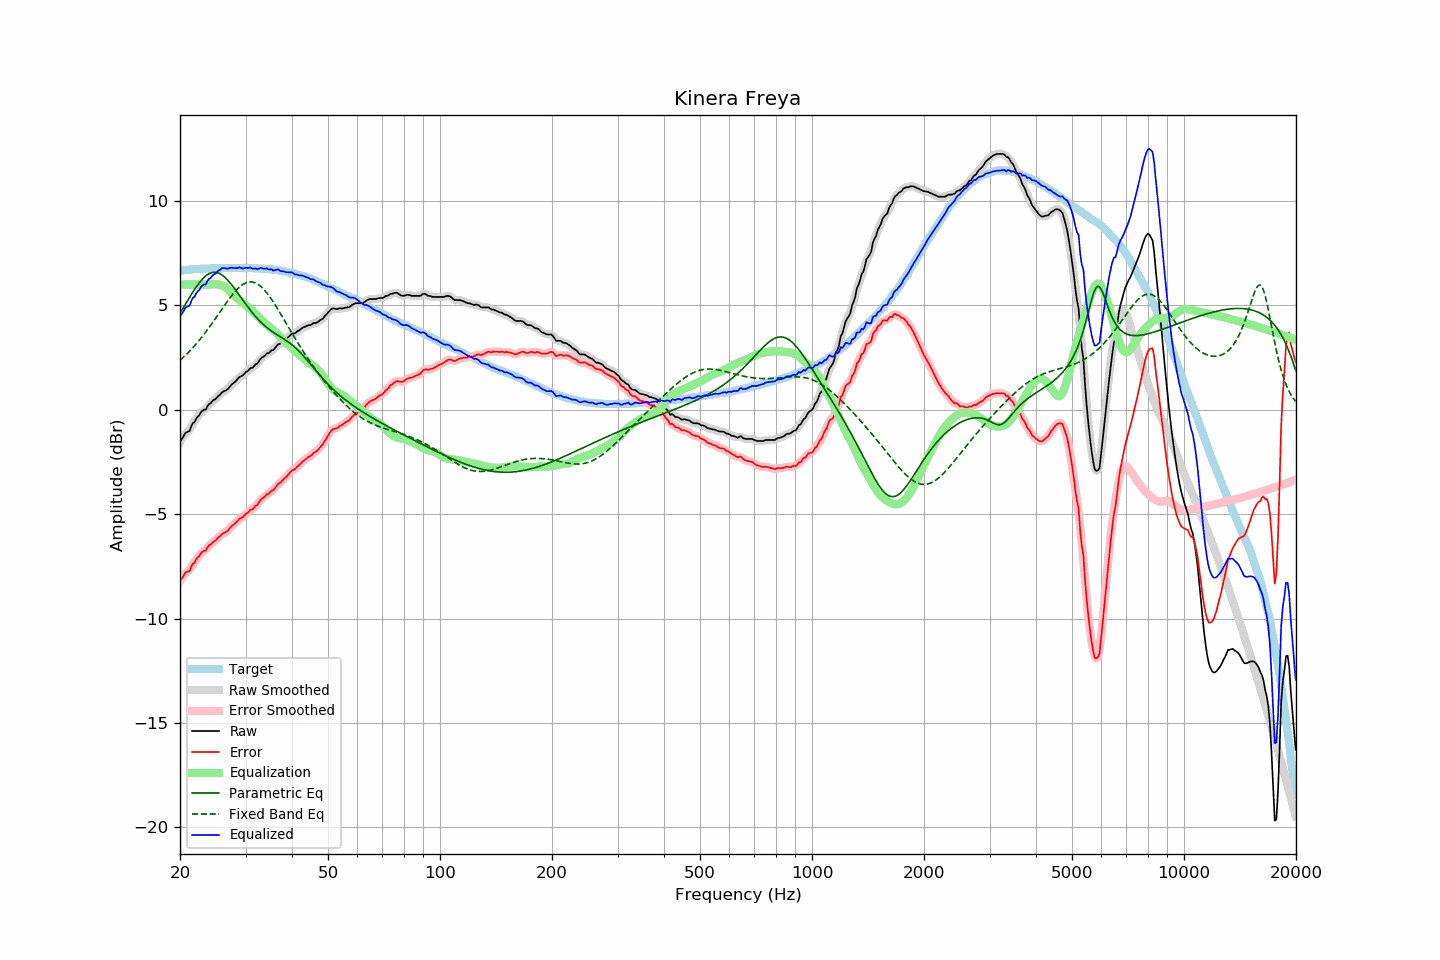 Kinera Freya
Amplitude (dBr)
10
5
0
−5
−10
−15
−20
Target
Raw Smoothed
Error Smoothed
Raw
Error
Equalization
Parametric Eq
Fixed Band Eq
Equalized
20 50 100 200 500 1000 2000 5000 10000 20000
Frequency (Hz)